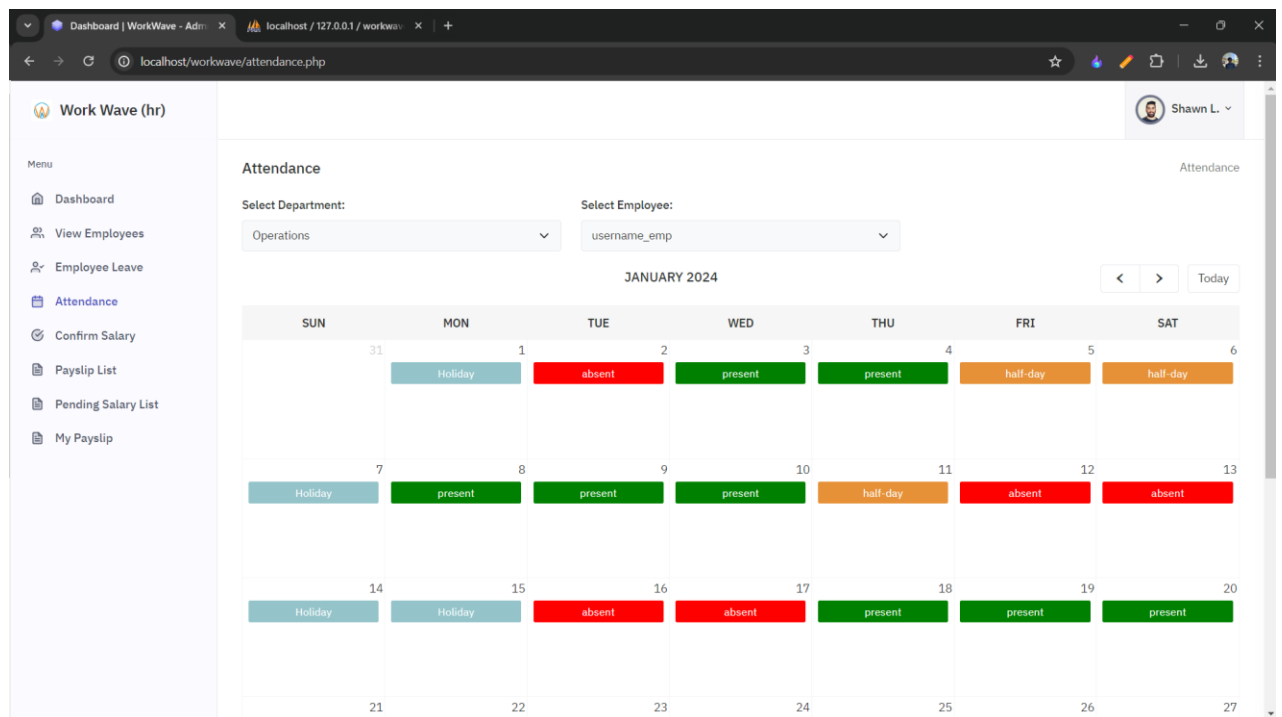 Dashboard | WorkWave - Adm
localhost / 127.0.0.1 / workwav
localhost/workwave/attendance.php
Work Wave (hr)
Shawn L.
Menu
Dashboard
View Employees
Employee Leave
Attendance
Confirm Salary
Payslip List
Pending Salary List
My Payslip
Attendance
Attendance
Select Department:
Select Employee:
Operations
username_emp
JANUARY 2024
Today
SUN MON TUE WED THU FRI SAT
31 1 2 3 4 5 6
Holiday absent present present half-day half-day
7 8 9 10 11 12 13
Holiday present present present half-day absent absent
14 15 16 17 18 19 20
Holiday Holiday absent absent present present present
21 22 23 24 25 26 27